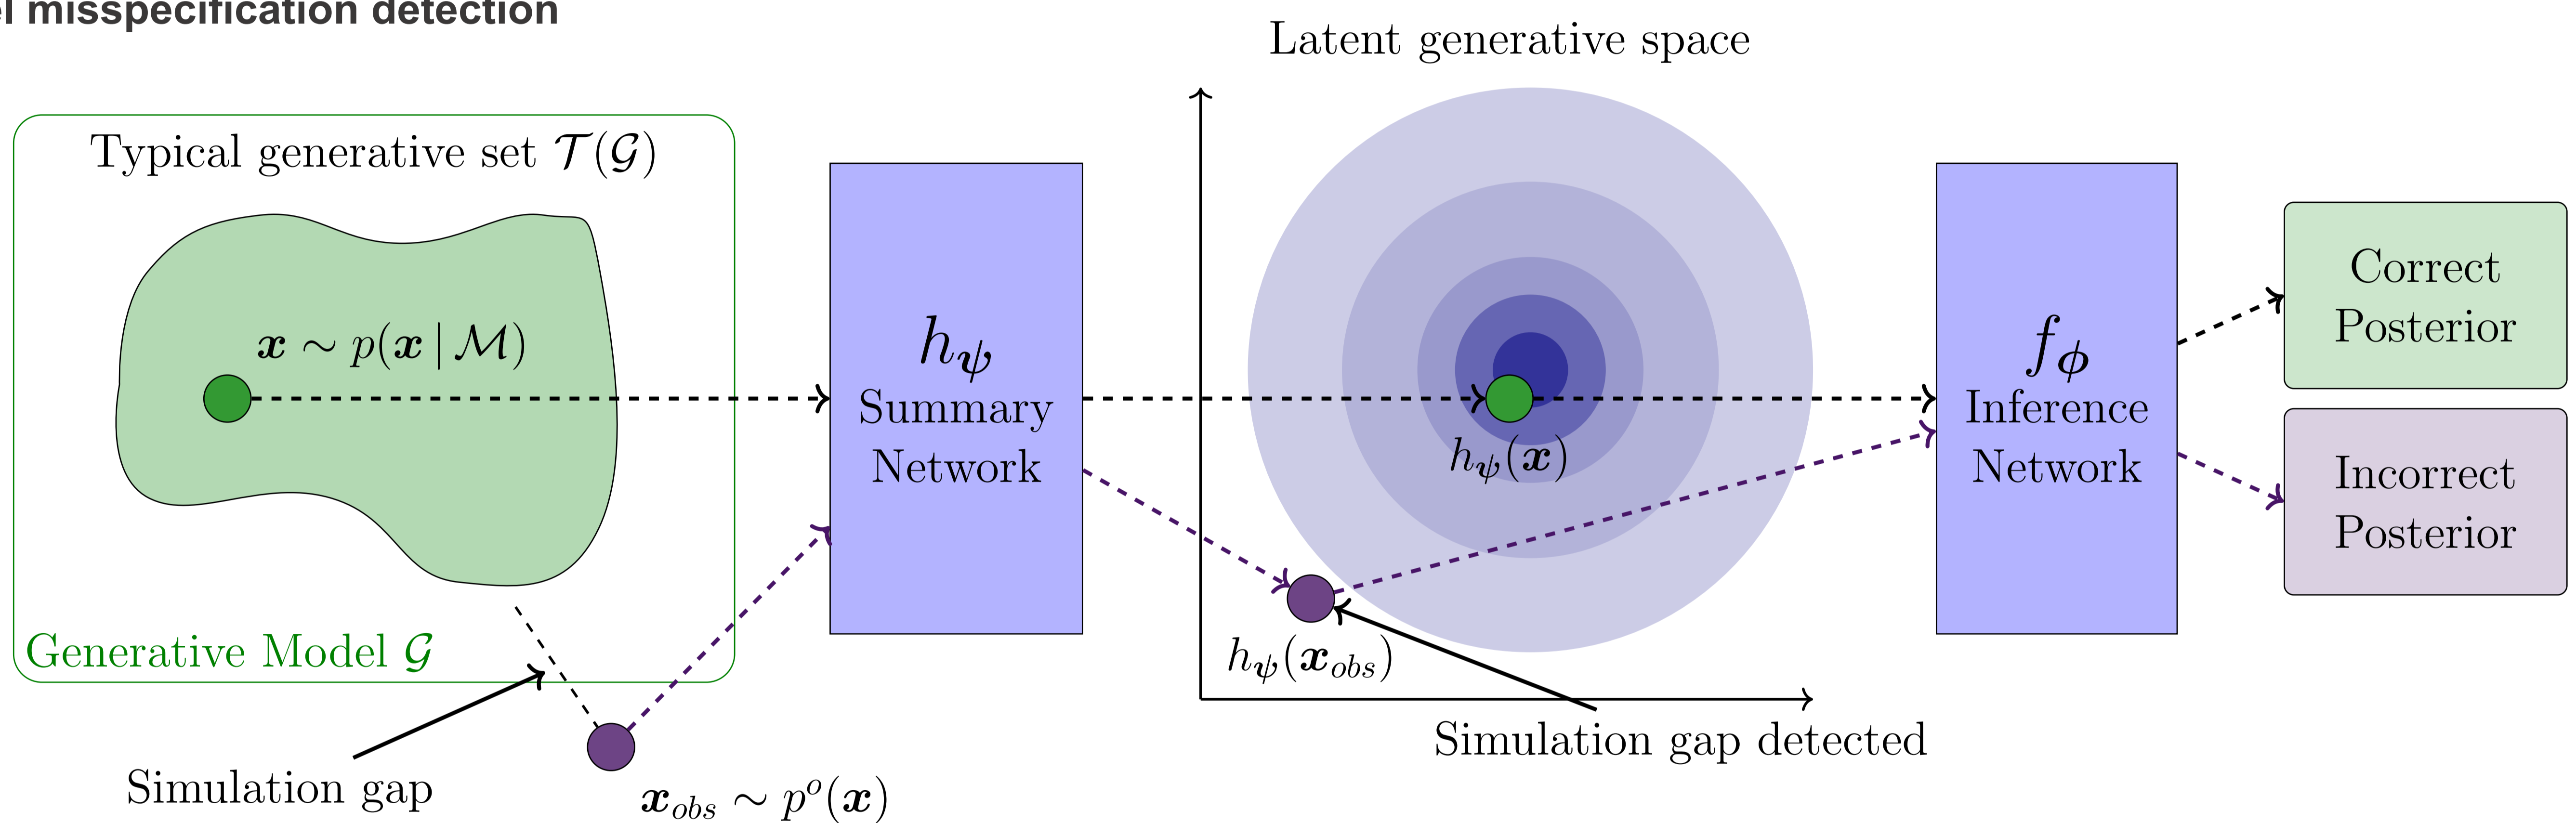 misspecification detection
Latent generative space
Typical generative set 𝒯(𝒢)
x ∼ p(x | ℳ)
Generative Model 𝒢
Simulation gap
x_obs ∼ p^o(x)
h_ψ
Summary
Network
h_ψ(x)
h_ψ(x_obs)
Simulation gap detected
f_ϕ
Inference
Network
Correct
Posterior
Incorrect
Posterior